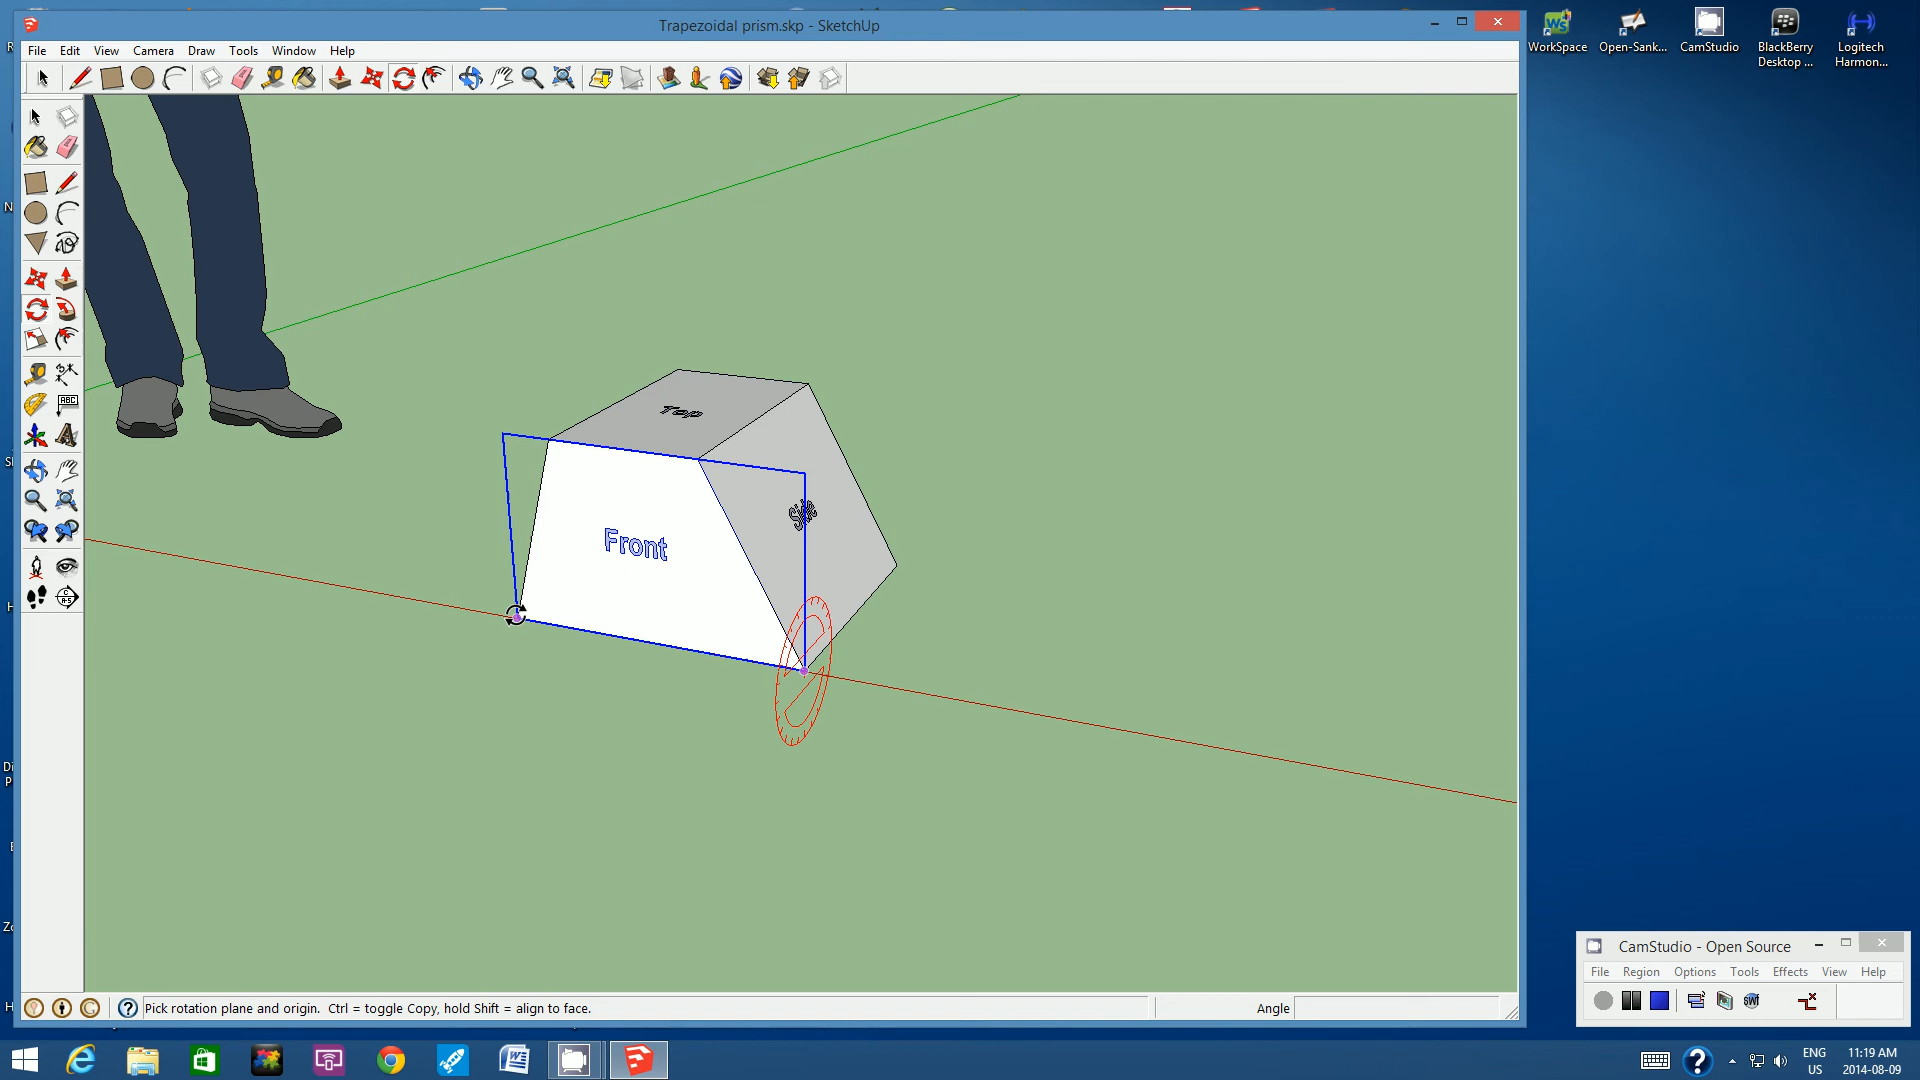 Trapezoidal prism.skp - SketchUp
File Edit View Camera Draw Tools Window Help
WorkSpace
Open-Sank...
CamStudio
BlackBerry
Desktop ...
Logitech
Harmon...
ABC
Top
Side
Front
Pick rotation plane and origin. Ctrl = toggle Copy, hold Shift = align to face.
Angle
CamStudio - Open Source
File Region Options Tools Effects View Help
ENG
US
11:19 AM
2014-08-09